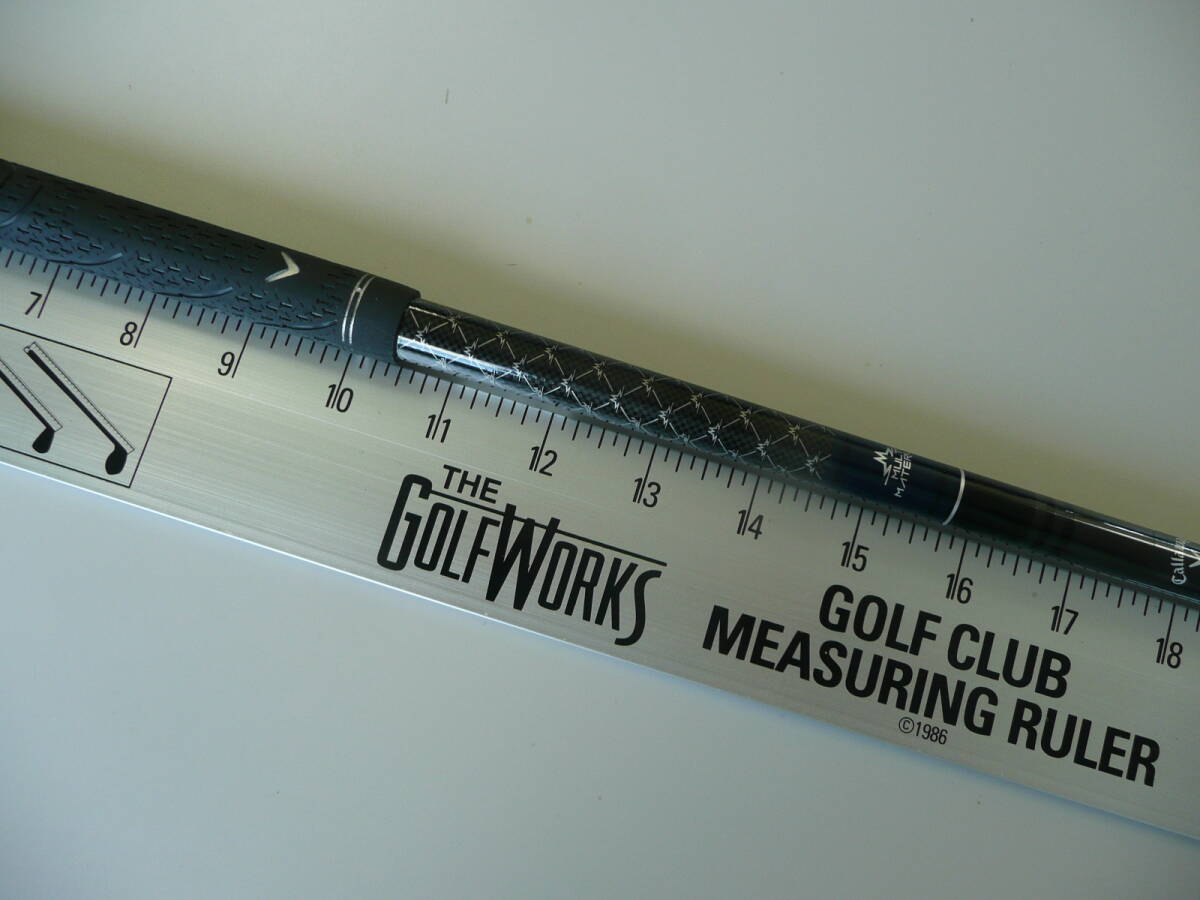 7 8 9 10 11 12 13 14 15 16 17 18
THE
GOLFWORKS
GOLF CLUB
MEASURING RULER
©1986